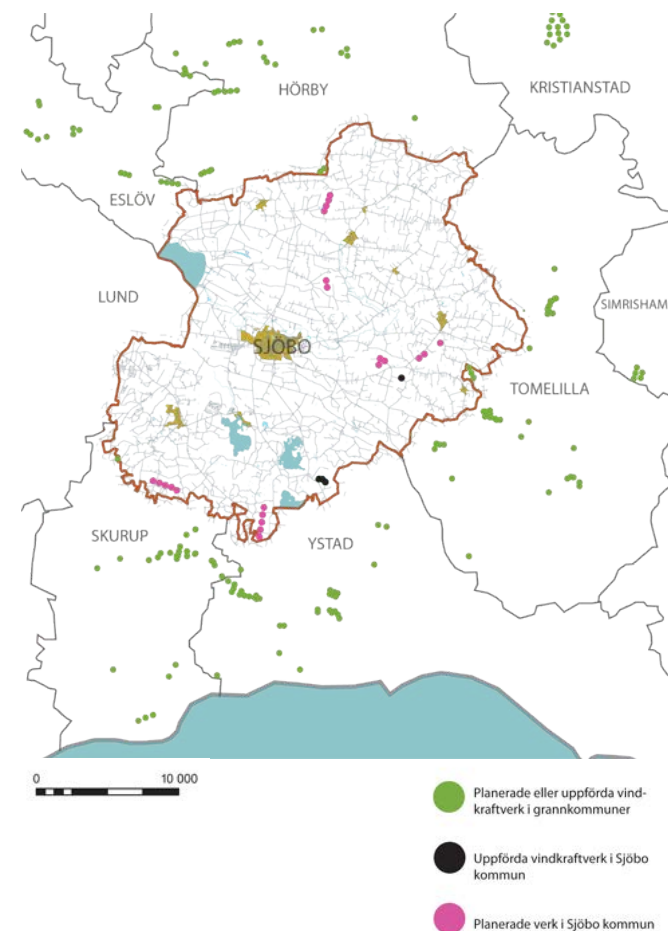 HÖRBY
KRISTIANSTAD
ESLÖV
LUND
SIMRISHAM
SJÖBO
TOMELILLA
SKURUP
YSTAD
0 10 000
Planerade eller uppförda vind-
kraftverk i grannkommuner
Uppförda vindkraftverk i Sjöbo
kommun
Planerade verk i Sjöbo kommun